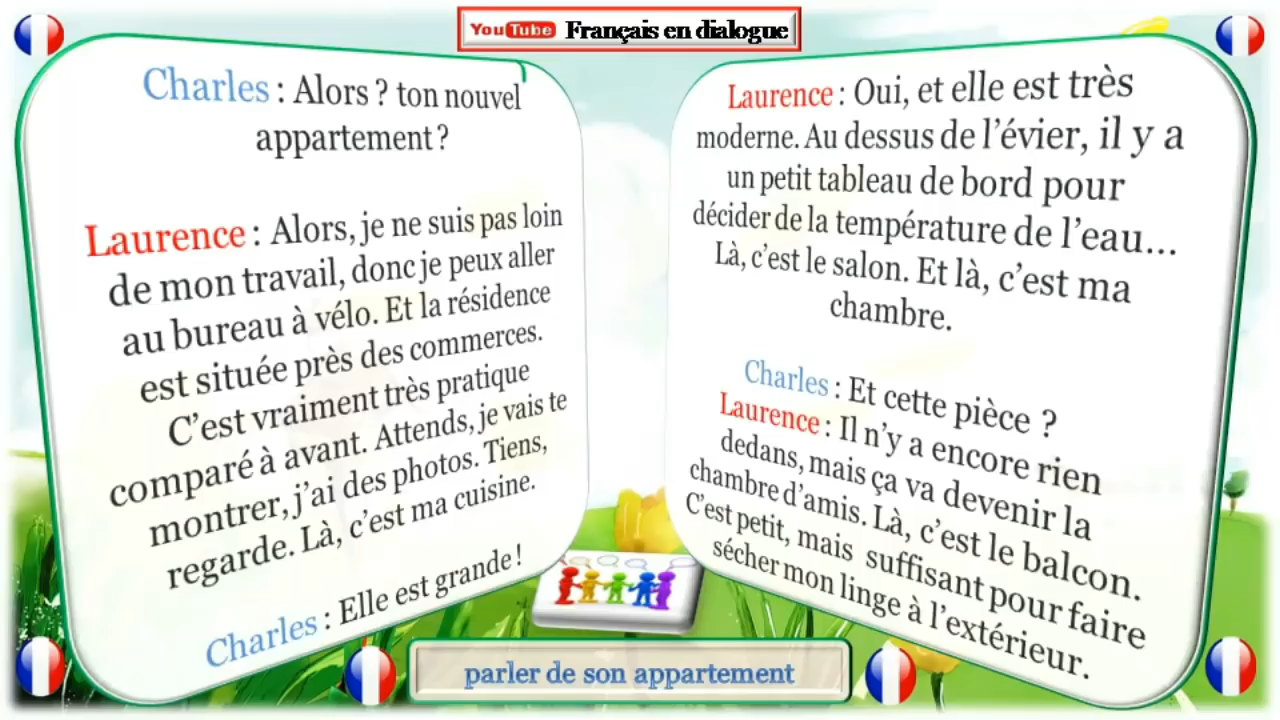 YouTube Français en dialogue
Charles : Alors ? ton nouvel
appartement ?
Laurence : Alors, je ne suis pas loin
de mon travail, donc je peux aller
au bureau à vélo. Et la résidence
est située près des commerces.
C’est vraiment très pratique
comparé à avant. Attends, je vais te
montrer, j’ai des photos. Tiens,
regarde. Là, c’est ma cuisine.
Charles : Elle est grande !
Laurence : Oui, et elle est très
moderne. Au dessus de l’évier, il y a
un petit tableau de bord pour
décider de la température de l’eau…
Là, c’est le salon. Et là, c’est ma
chambre.
Charles : Et cette pièce ?
Laurence : Il n’y a encore rien
dedans, mais ça va devenir la
chambre d’amis. Là, c’est le balcon.
C’est petit, mais suffisant pour faire
sécher mon linge à l’extérieur.
parler de son appartement